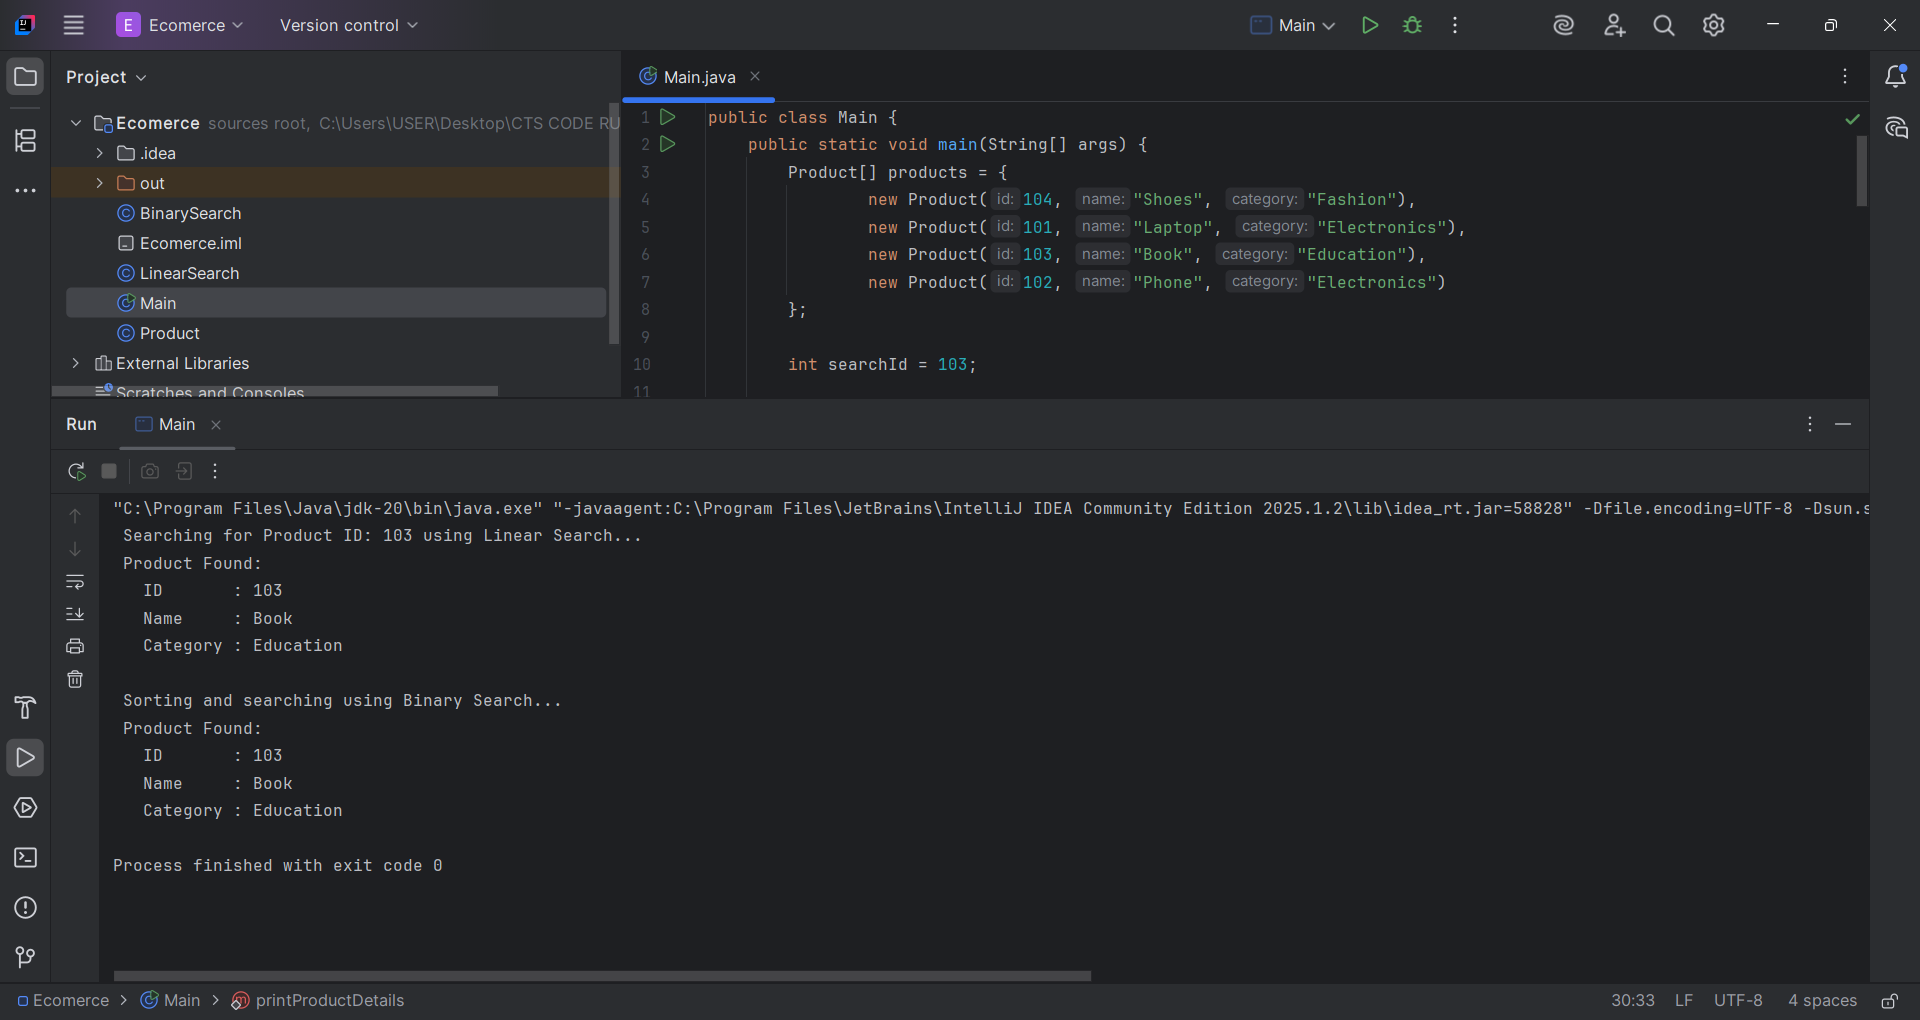 E Ecomerce Version control Main
Project
Main.java
Ecomerce sources root, C:\Users\USER\Desktop\CTS CODE RU
.idea
out
BinarySearch
Ecomerce.iml
LinearSearch
Main
Product
External Libraries
Scratches and Consoles
1 public class Main {
2 public static void main(String[] args) {
3 Product[] products = {
4 new Product( id: 104, name: "Shoes", category: "Fashion"),
5 new Product( id: 101, name: "Laptop", category: "Electronics"),
6 new Product( id: 103, name: "Book", category: "Education"),
7 new Product( id: 102, name: "Phone", category: "Electronics")
8 };
9
10 int searchId = 103;
11
Run Main
"C:\Program Files\Java\jdk-20\bin\java.exe" "-javaagent:C:\Program Files\JetBrains\IntelliJ IDEA Community Edition 2025.1.2\lib\idea_rt.jar=58828" -Dfile.encoding=UTF-8 -Dsun.s
Searching for Product ID: 103 using Linear Search...
Product Found:
ID : 103
Name : Book
Category : Education
Sorting and searching using Binary Search...
Product Found:
ID : 103
Name : Book
Category : Education
Process finished with exit code 0
Ecomerce > Main > printProductDetails 30:33 LF UTF-8 4 spaces